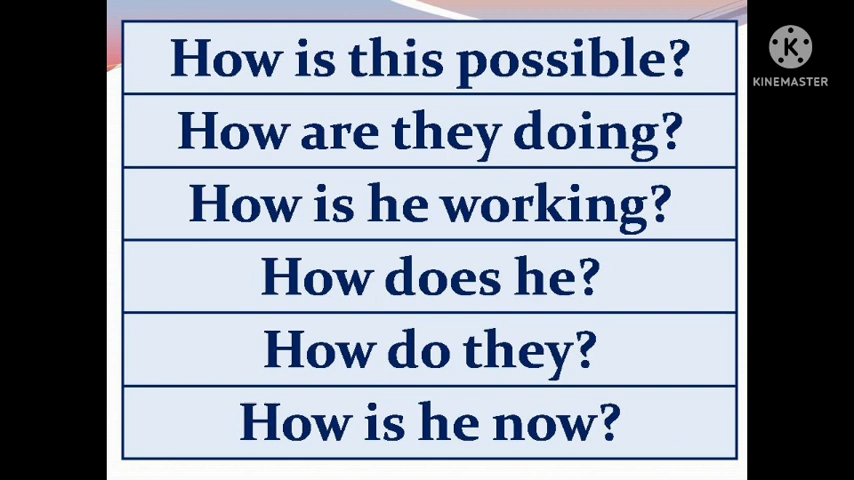 How is this possible?
How are they doing?
How is he working?
How does he?
How do they?
How is he now?
K
KINEMASTER